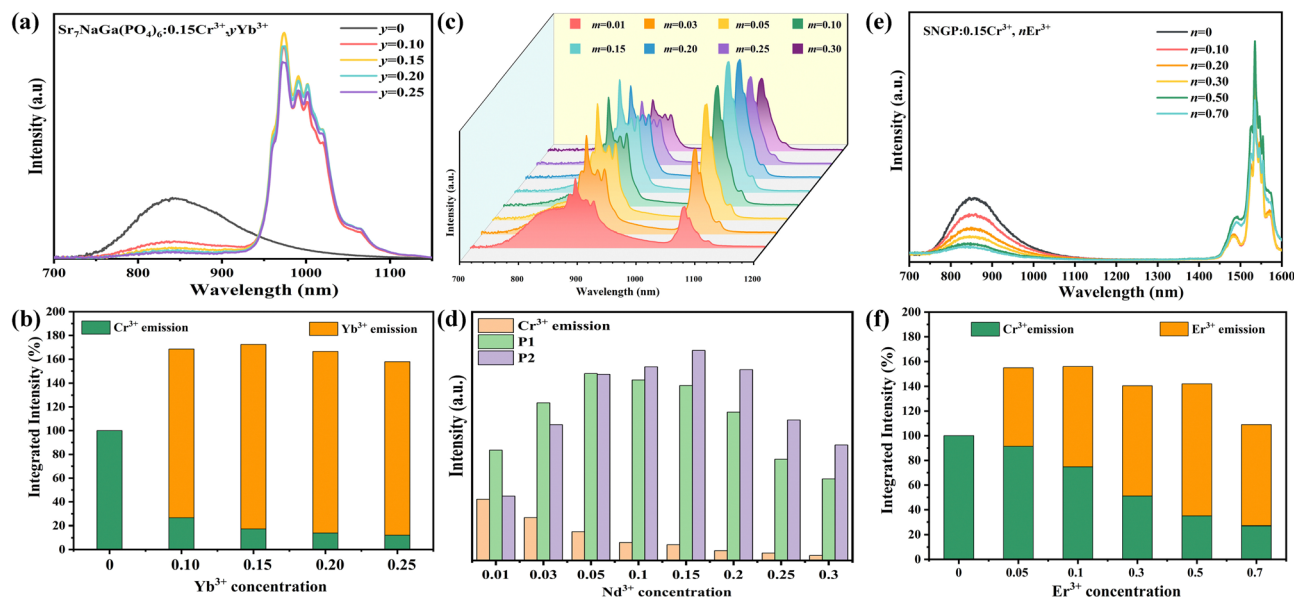 (a)
Sr₇NaGa(PO₄)₆:0.15Cr³⁺,yYb³⁺
y=0
y=0.10
y=0.15
y=0.20
y=0.25
Intensity (a.u)
700 800 900 1000 1100
Wavelength (nm)
(b)
Cr³⁺ emission
Yb³⁺ emission
Integrated Intensity (%)
200
180
160
140
120
100
80
60
40
20
0
0 0.10 0.15 0.20 0.25
Yb³⁺ concentration
(c)
m=0.01 m=0.03 m=0.05 m=0.10
m=0.15 m=0.20 m=0.25 m=0.30
Intensity (a.u.)
Intensity (a.u.)
700 800 900 1000 1100 1200
Wavelength (nm)
(d)
Cr³⁺ emission
P1
P2
Intensity (a.u.)
0.01 0.03 0.05 0.1 0.15 0.2 0.25 0.3
Nd³⁺ concentration
(e)
SNGP:0.15Cr³⁺, nEr³⁺
n=0
n=0.10
n=0.20
n=0.30
n=0.50
n=0.70
Intensity (a.u.)
700 800 900 1000 1100 1200 1300 1400 1500 1600
Wavelength (nm)
(f)
Cr³⁺emission
Er³⁺ emission
Integrated Intensity (%)
200
180
160
140
120
100
80
60
40
20
0
0 0.05 0.1 0.3 0.5 0.7
Er³⁺ concentration